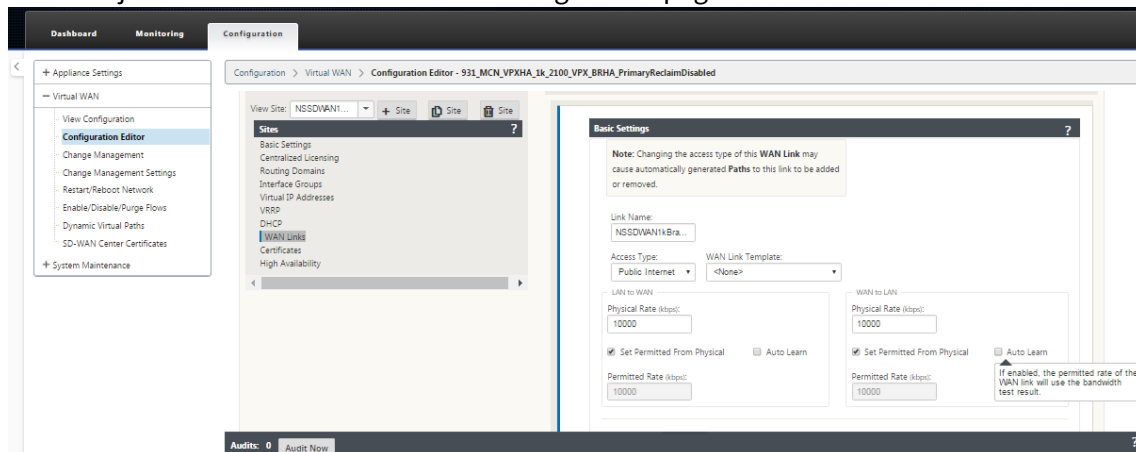 Dashboard Monitoring Configuration
+ Appliance Settings
− Virtual WAN
View Configuration
Configuration Editor
Change Management
Change Management Settings
Restart/Reboot Network
Enable/Disable/Purge Flows
Dynamic Virtual Paths
SD-WAN Center Certificates
+ System Maintenance
Configuration > Virtual WAN > Configuration Editor - 931_MCN_VPXHA_1k_2100_VPX_BRHA_PrimaryReclaimDisabled
View Site: NSSDWAN1... + Site Site Site
Sites ?
Basic Settings
Centralized Licensing
Routing Domains
Interface Groups
Virtual IP Addresses
VRRP
DHCP
WAN Links
Certificates
High Availability
Basic Settings ?
Note: Changing the access type of this WAN Link may
cause automatically generated Paths to this link to be added
or removed.
Link Name:
NSSDWAN1kBra...
Access Type: WAN Link Template:
Public Internet <None>
LAN to WAN
Physical Rate (kbps):
10000
Set Permitted From Physical Auto Learn
Permitted Rate (kbps):
10000
WAN to LAN
Physical Rate (kbps):
10000
Set Permitted From Physical Auto Learn
Permitted Rate (kbps):
10000
If enabled, the permitted rate of the
WAN link will use the bandwidth
test result.
Audits: 0 Audit Now ?